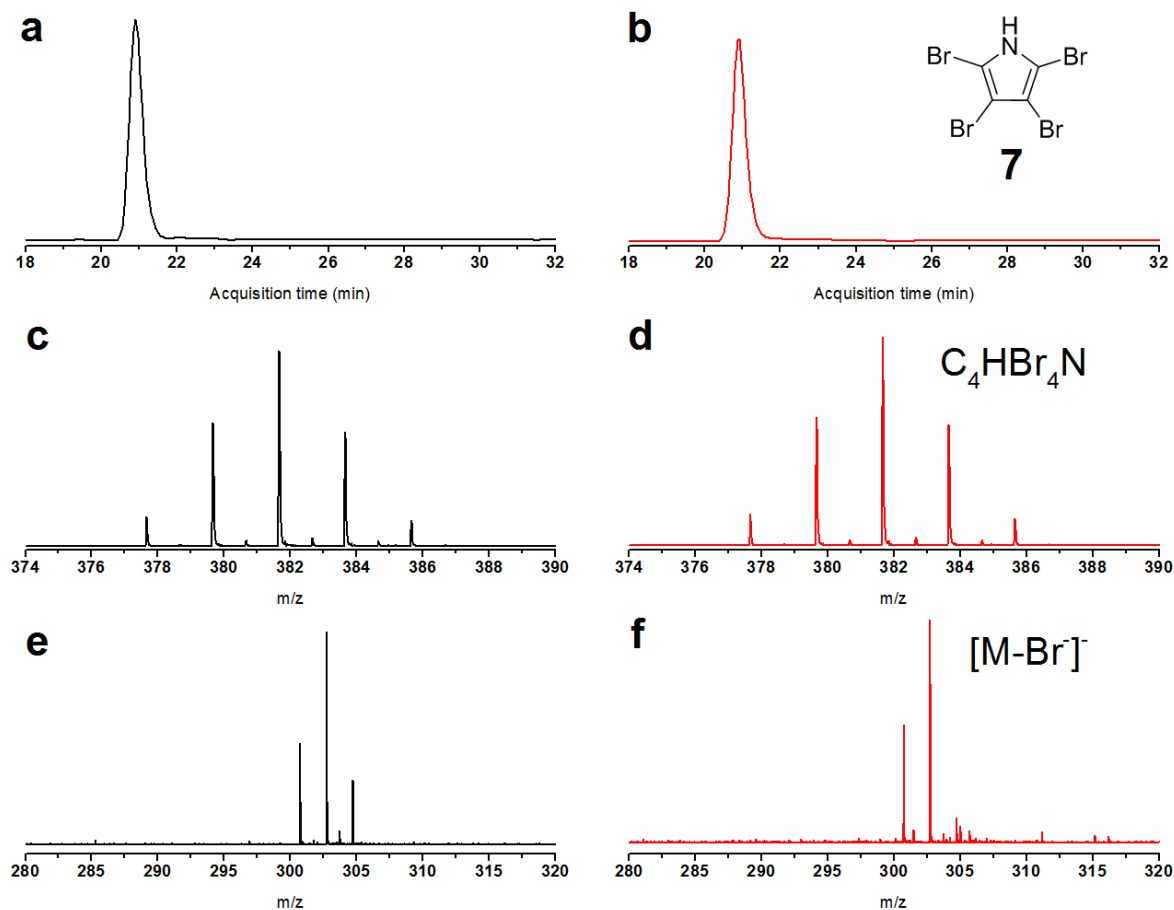 a
b
NH
Br
Br
Br
Br
7
18 20 22 24 26 28 30 32
Acquisition time (min)
18 20 22 24 26 28 30 32
Acquisition time (min)
c
d
C₄HBr₄N
374 376 378 380 382 384 386 388 390
m/z
374 376 378 380 382 384 386 388 390
m/z
e
f
[M-Br⁻]⁻
280 285 290 295 300 305 310 315 320
m/z
280 285 290 295 300 305 310 315 320
m/z